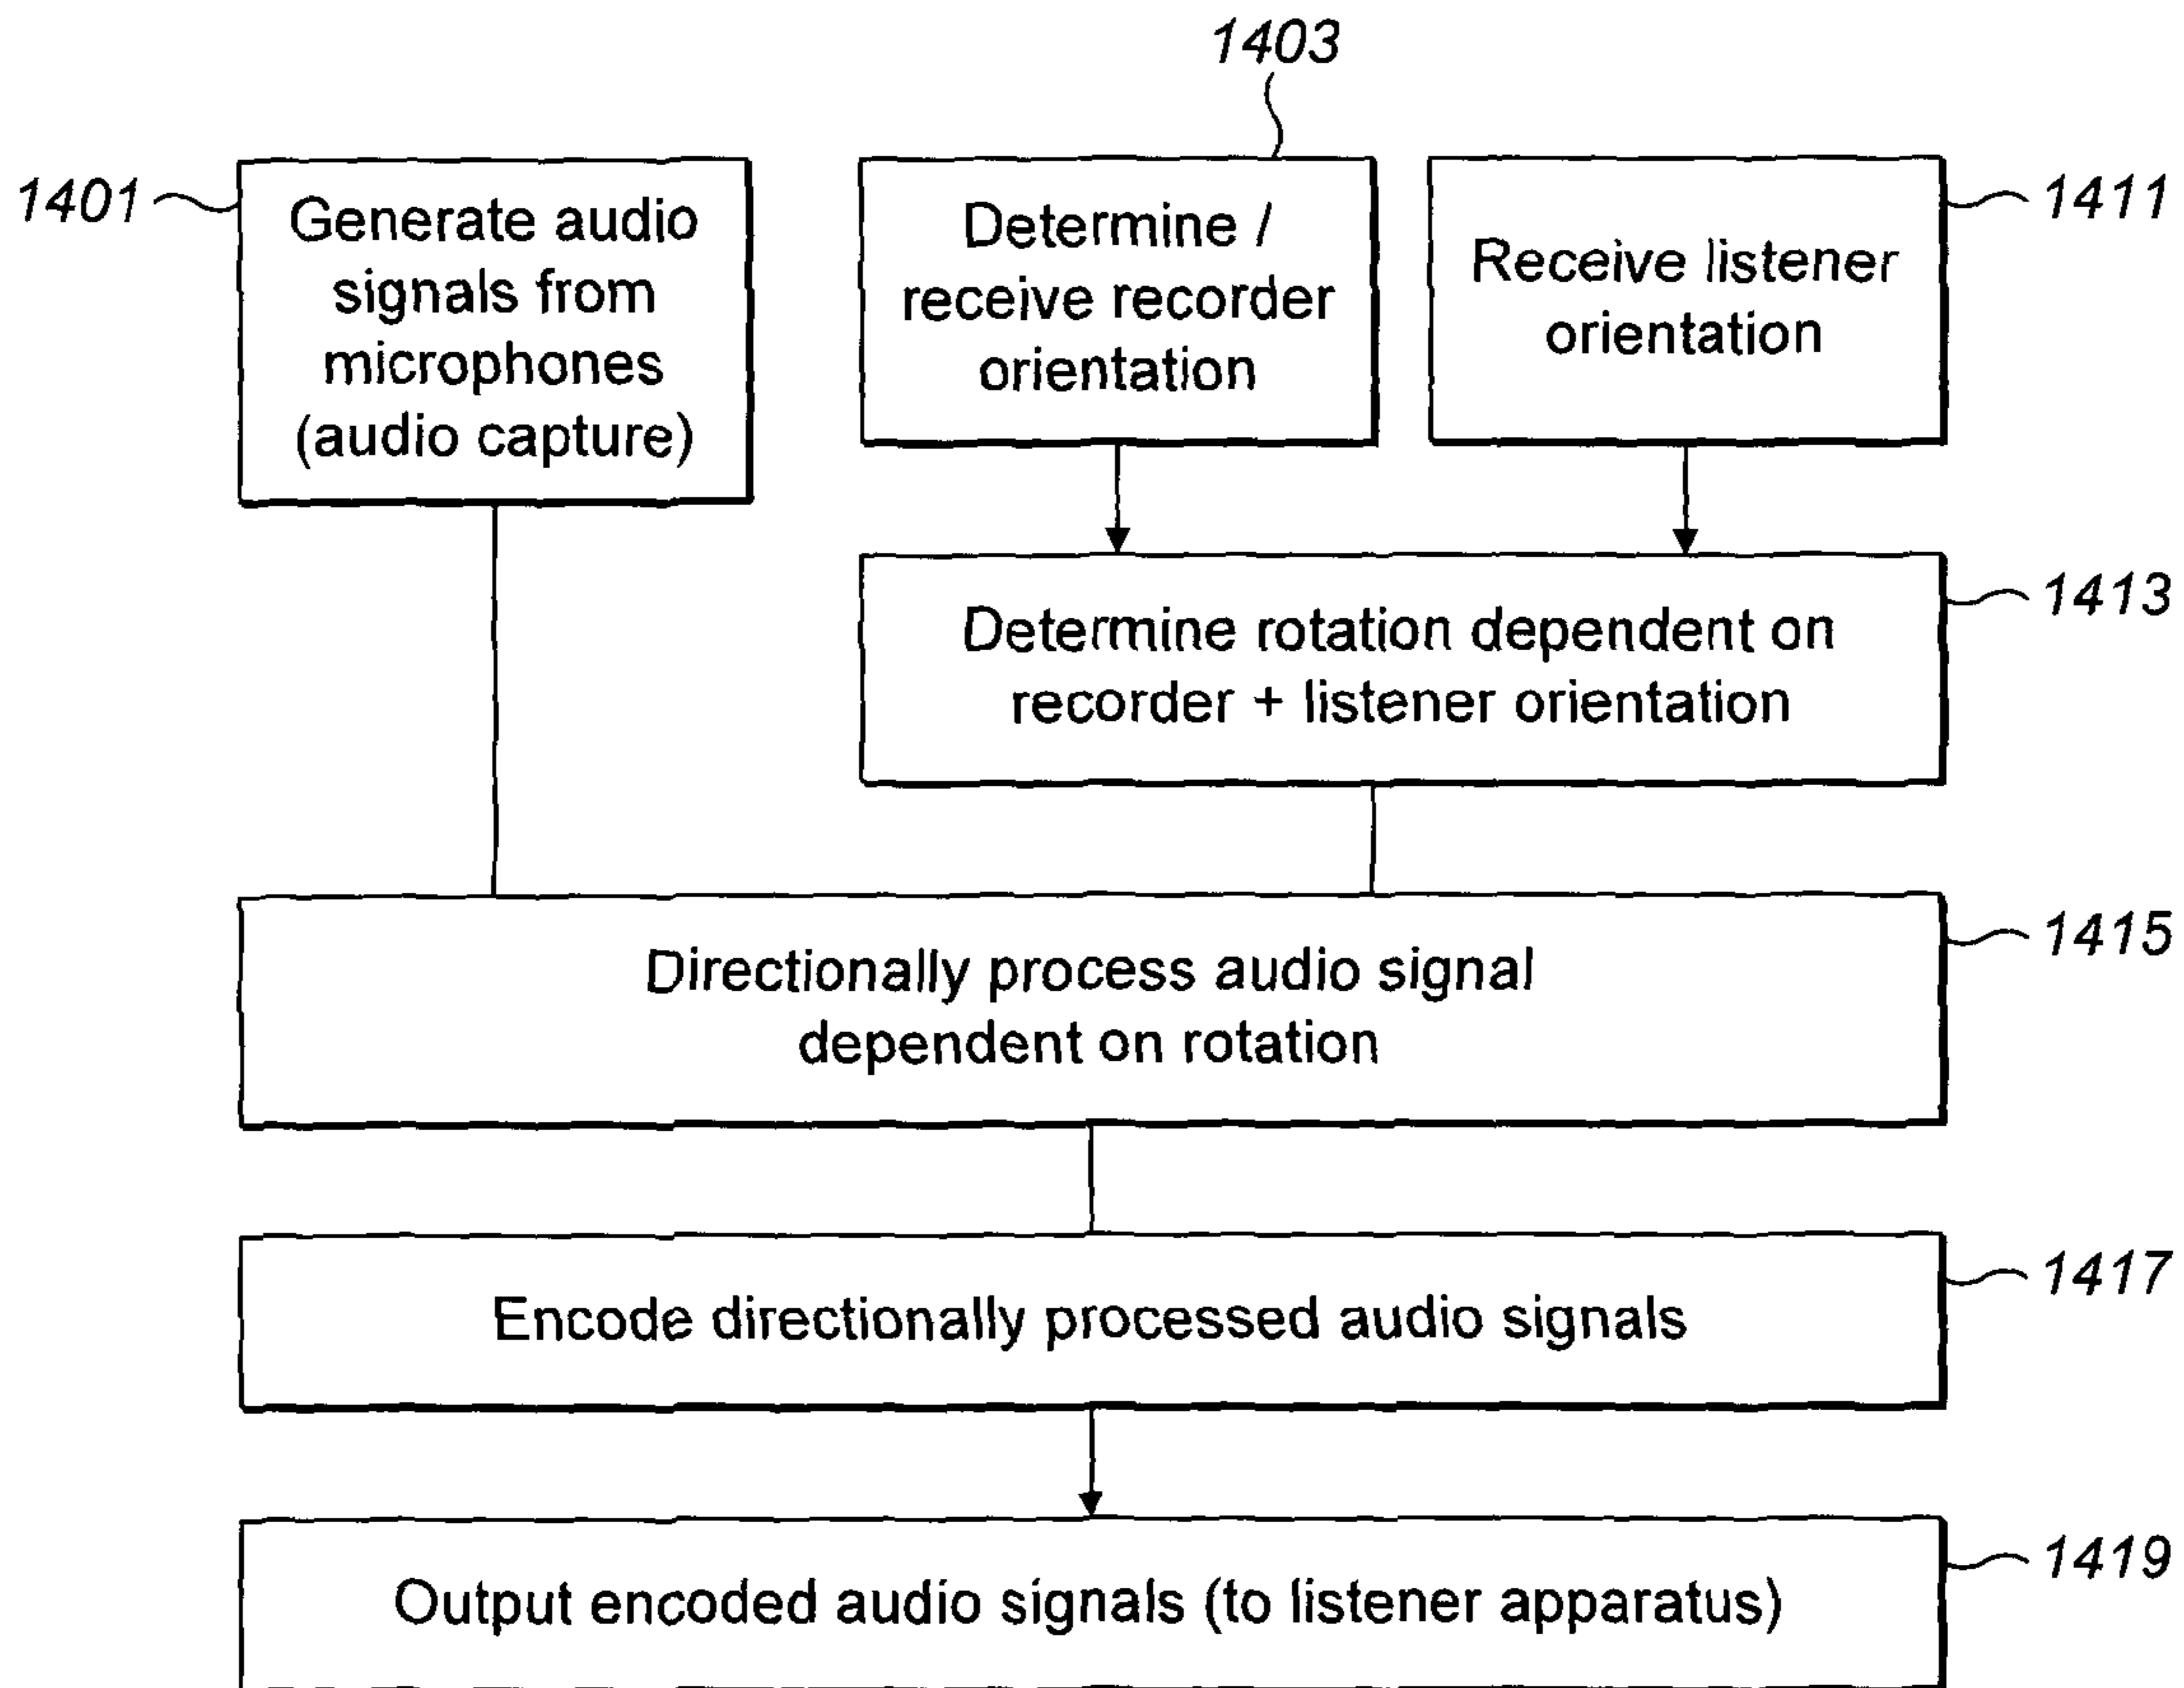 1403
1401
Generate audio
signals from
microphones
(audio capture)
Determine /
receive recorder
orientation
Receive listener
orientation
1411
Determine rotation dependent on
recorder + listener orientation
1413
Directionally process audio signal
dependent on rotation
1415
Encode directionally processed audio signals
1417
Output encoded audio signals (to listener apparatus)
1419